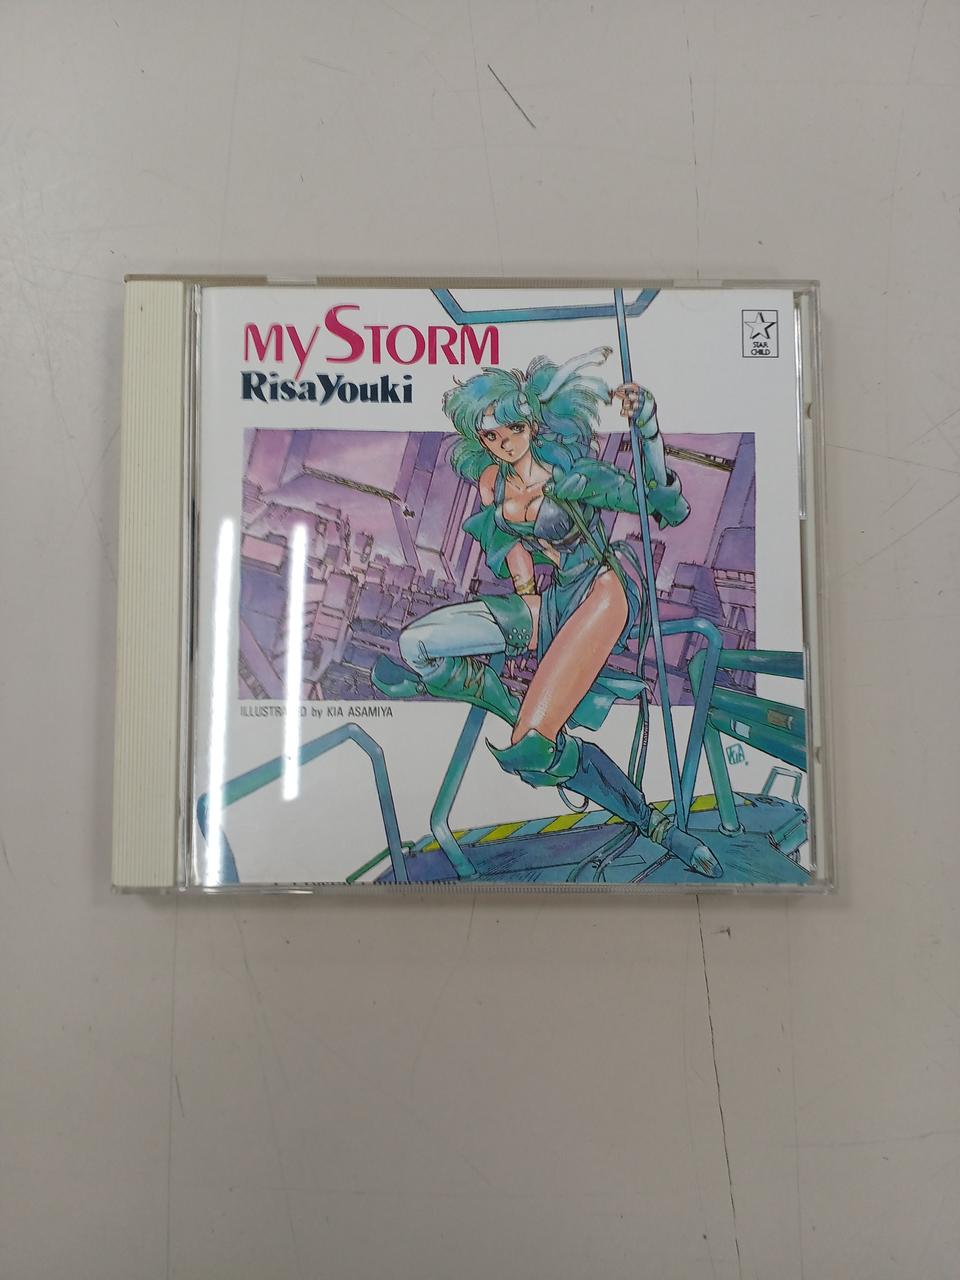 MY STORM
Risa Youki
STAR
CHILD
ILLUSTRATED by KIA ASAMIYA
KIA